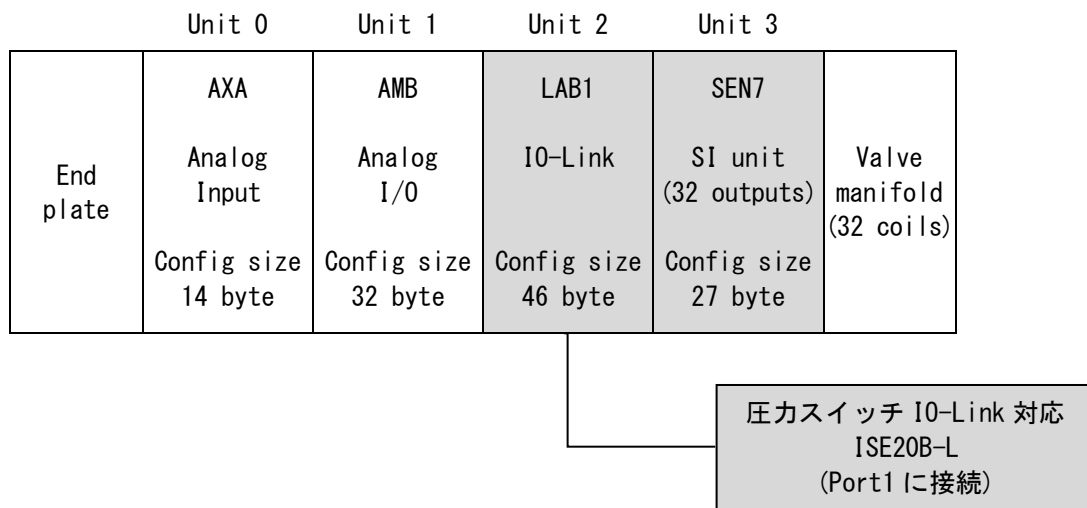 Unit 0 Unit 1 Unit 2 Unit 3
End
plate
AXA
Analog
Input
Config size
14 byte
AMB
Analog
I/O
Config size
32 byte
LAB1
IO-Link
Config size
46 byte
SEN7
SI unit
(32 outputs)
Config size
27 byte
Valve
manifold
(32 coils)
圧力スイッチ IO-Link 対応
ISE20B-L
(Port1 に接続)